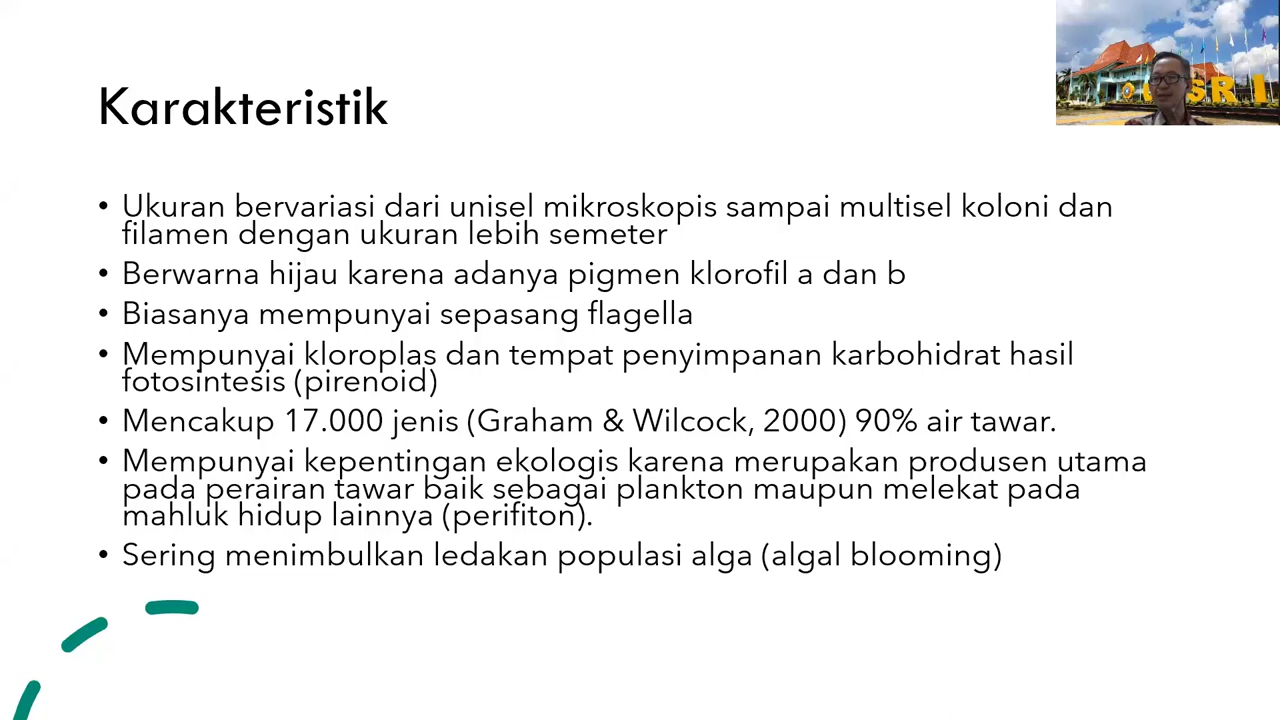 Karakteristik
SRI
• Ukuran bervariasi dari unisel mikroskopis sampai multisel koloni dan
filamen dengan ukuran lebih semeter
• Berwarna hijau karena adanya pigmen klorofil a dan b
• Biasanya mempunyai sepasang flagella
• Mempunyai kloroplas dan tempat penyimpanan karbohidrat hasil
fotosintesis (pirenoid)
• Mencakup 17.000 jenis (Graham & Wilcock, 2000) 90% air tawar.
• Mempunyai kepentingan ekologis karena merupakan produsen utama
pada perairan tawar baik sebagai plankton maupun melekat pada
mahluk hidup lainnya (perifiton).
• Sering menimbulkan ledakan populasi alga (algal blooming)